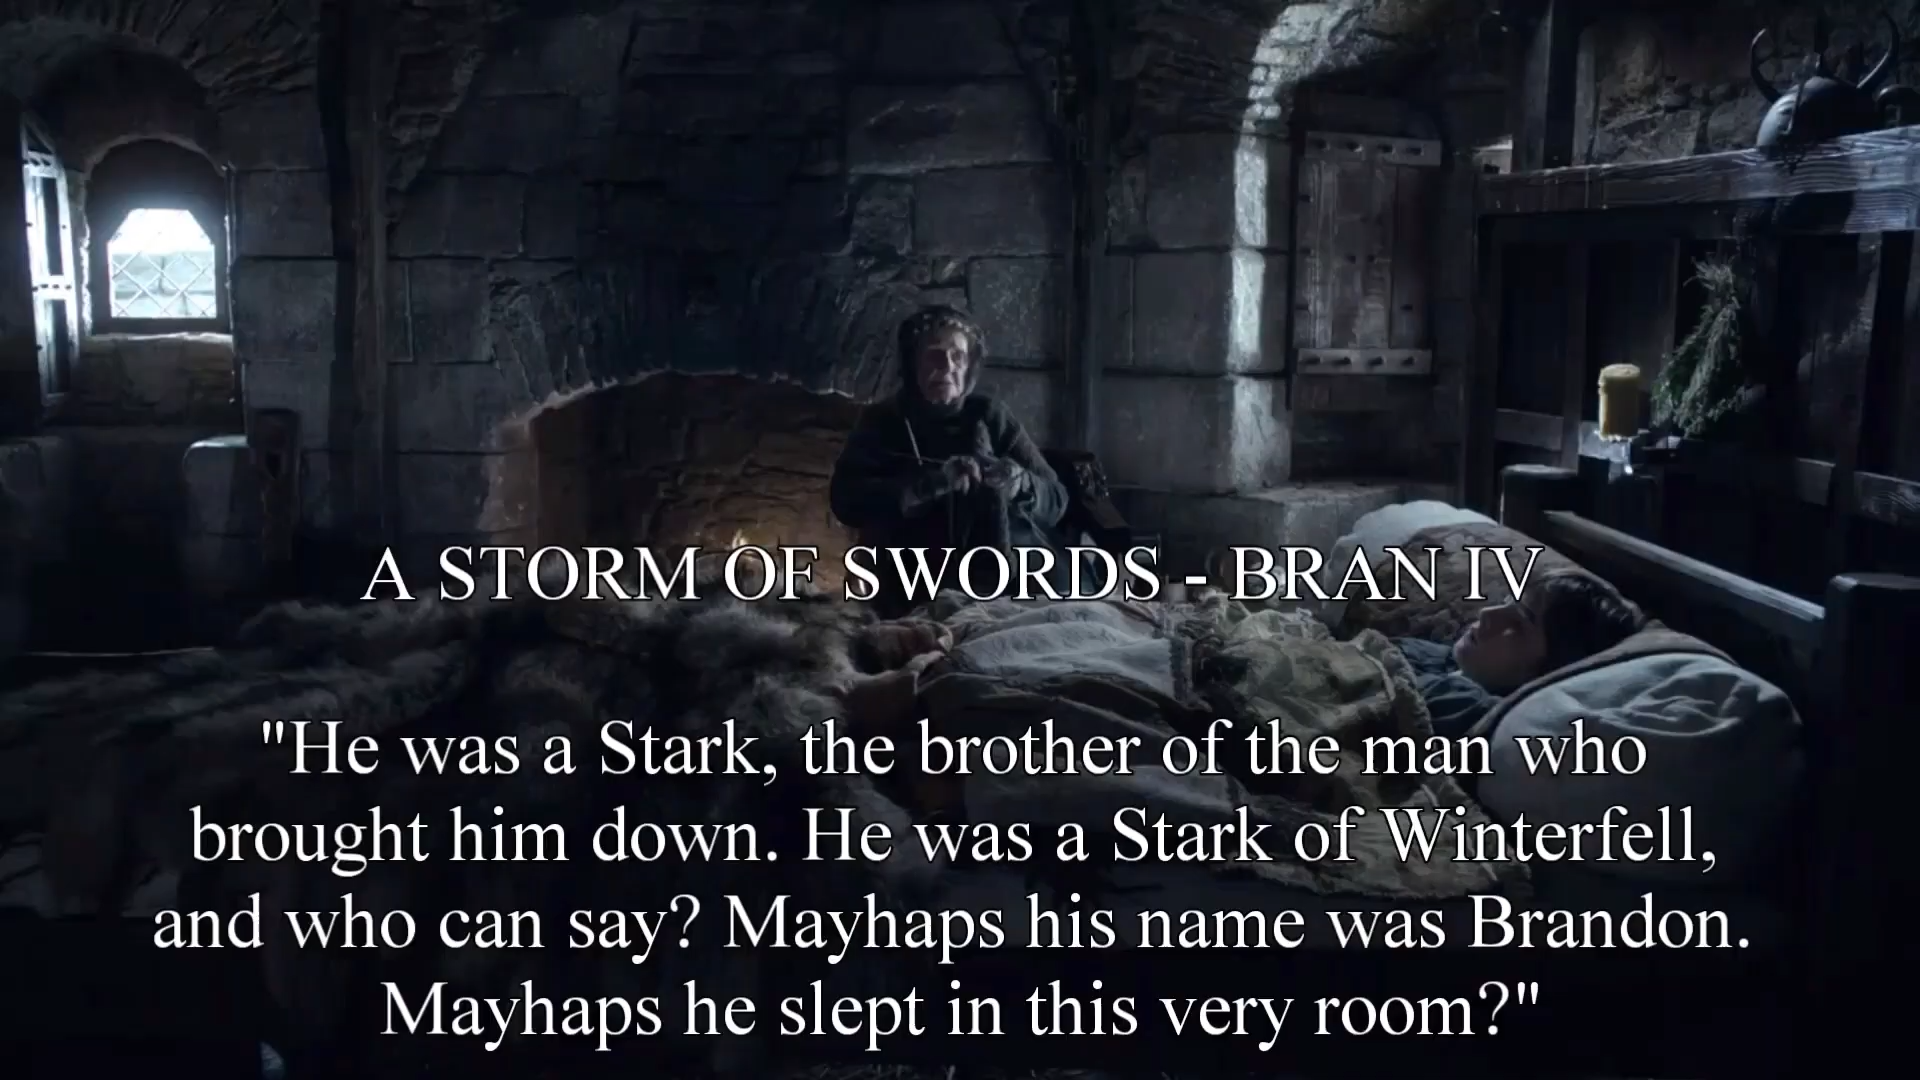 A STORM OF SWORDS - BRAN IV
"He was a Stark, the brother of the man who
brought him down. He was a Stark of Winterfell,
and who can say? Mayhaps his name was Brandon.
Mayhaps he slept in this very room?"